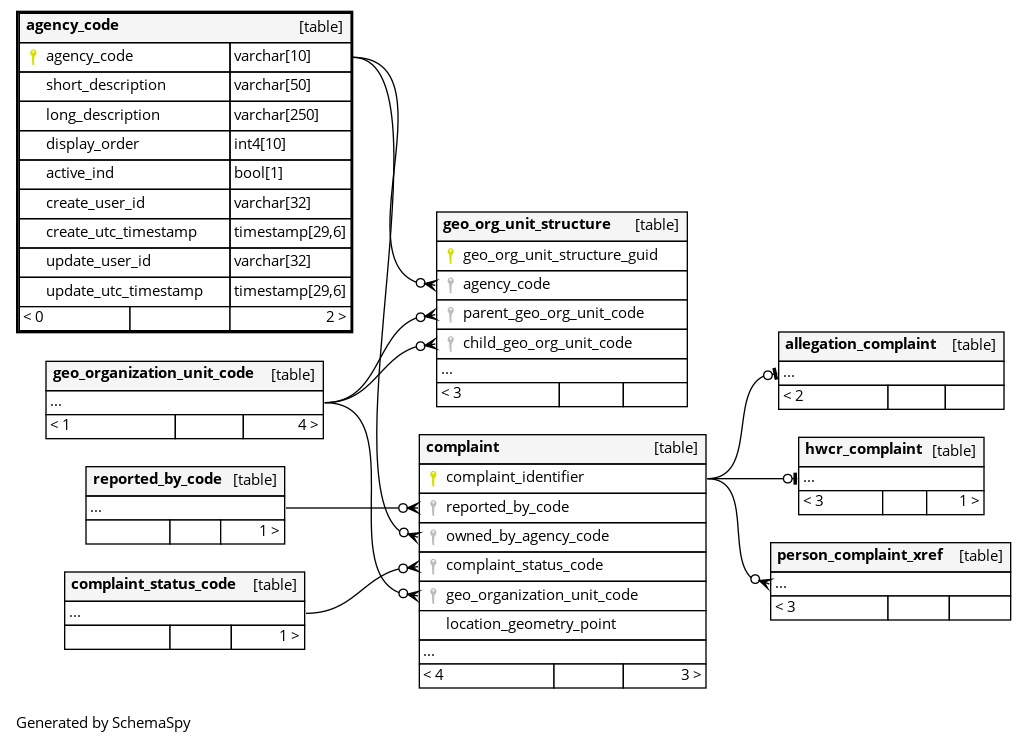 agency_code [table]
agency_code varchar[10]
short_description varchar[50]
long_description varchar[250]
display_order int4[10]
active_ind bool[1]
create_user_id varchar[32]
create_utc_timestamp timestamp[29,6]
update_user_id varchar[32]
update_utc_timestamp timestamp[29,6]
< 0 2 >
geo_org_unit_structure [table]
geo_org_unit_structure_guid
agency_code
parent_geo_org_unit_code
child_geo_org_unit_code
...
< 3
geo_organization_unit_code [table]
...
< 1 4 >
reported_by_code [table]
...
1 >
complaint_status_code [table]
...
1 >
complaint [table]
complaint_identifier
reported_by_code
owned_by_agency_code
complaint_status_code
geo_organization_unit_code
location_geometry_point
...
< 4 3 >
allegation_complaint [table]
...
< 2
hwcr_complaint [table]
...
< 3 1 >
person_complaint_xref [table]
...
< 3
Generated by SchemaSpy